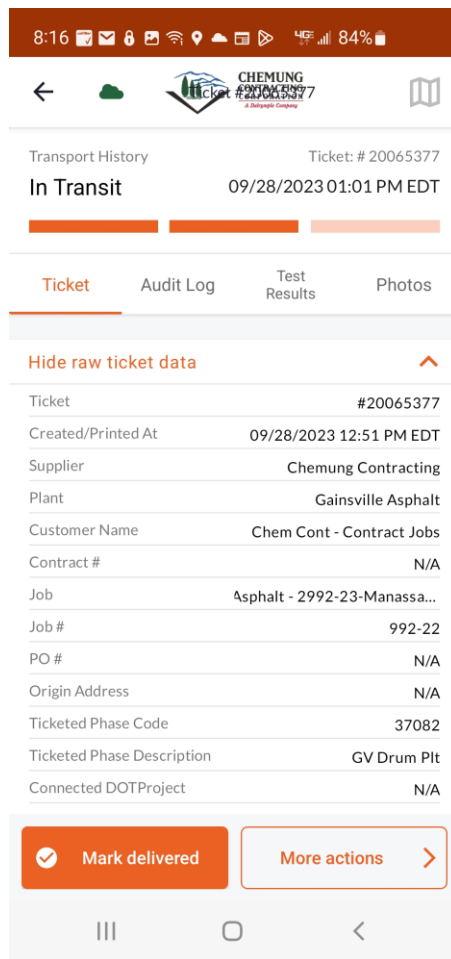 8:16 4GE 84%
CHEMUNG
CONTRACTING
CORPORATION
A Dalrymple Company
Ticket #20065377
Transport History Ticket: # 20065377
In Transit 09/28/2023 01:01 PM EDT
Ticket Audit Log Test Results Photos
Hide raw ticket data
Ticket #20065377
Created/Printed At 09/28/2023 12:51 PM EDT
Supplier Chemung Contracting
Plant Gainsville Asphalt
Customer Name Chem Cont - Contract Jobs
Contract # N/A
Job Asphalt - 2992-23-Manassa...
Job # 992-22
PO # N/A
Origin Address N/A
Ticketed Phase Code 37082
Ticketed Phase Description GV Drum Plt
Connected DOTProject N/A
Mark delivered More actions